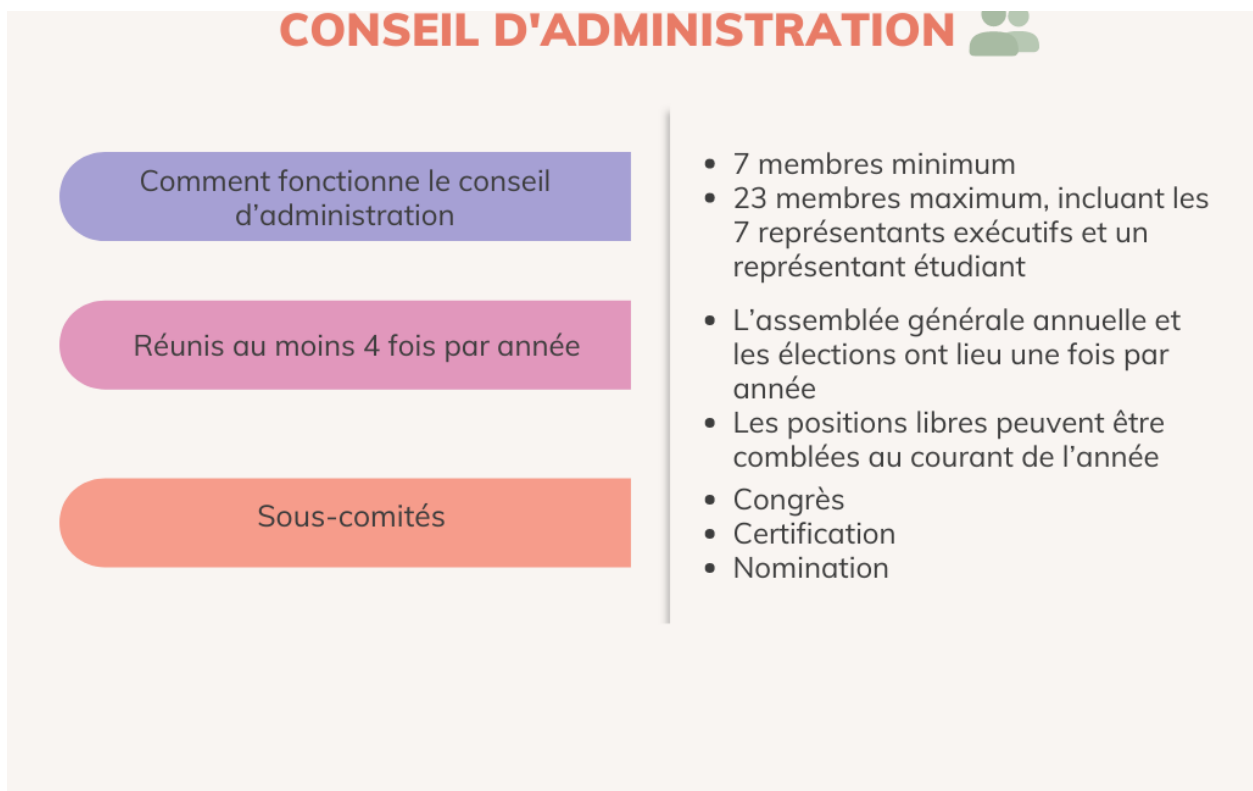 CONSEIL D'ADMINISTRATION
Comment fonctionne le conseil
d’administration
• 7 membres minimum
• 23 membres maximum, incluant les
7 représentants exécutifs et un
représentant étudiant
Réunis au moins 4 fois par année
• L’assemblée générale annuelle et
les élections ont lieu une fois par
année
• Les positions libres peuvent être
comblées au courant de l’année
Sous-comités
• Congrès
• Certification
• Nomination